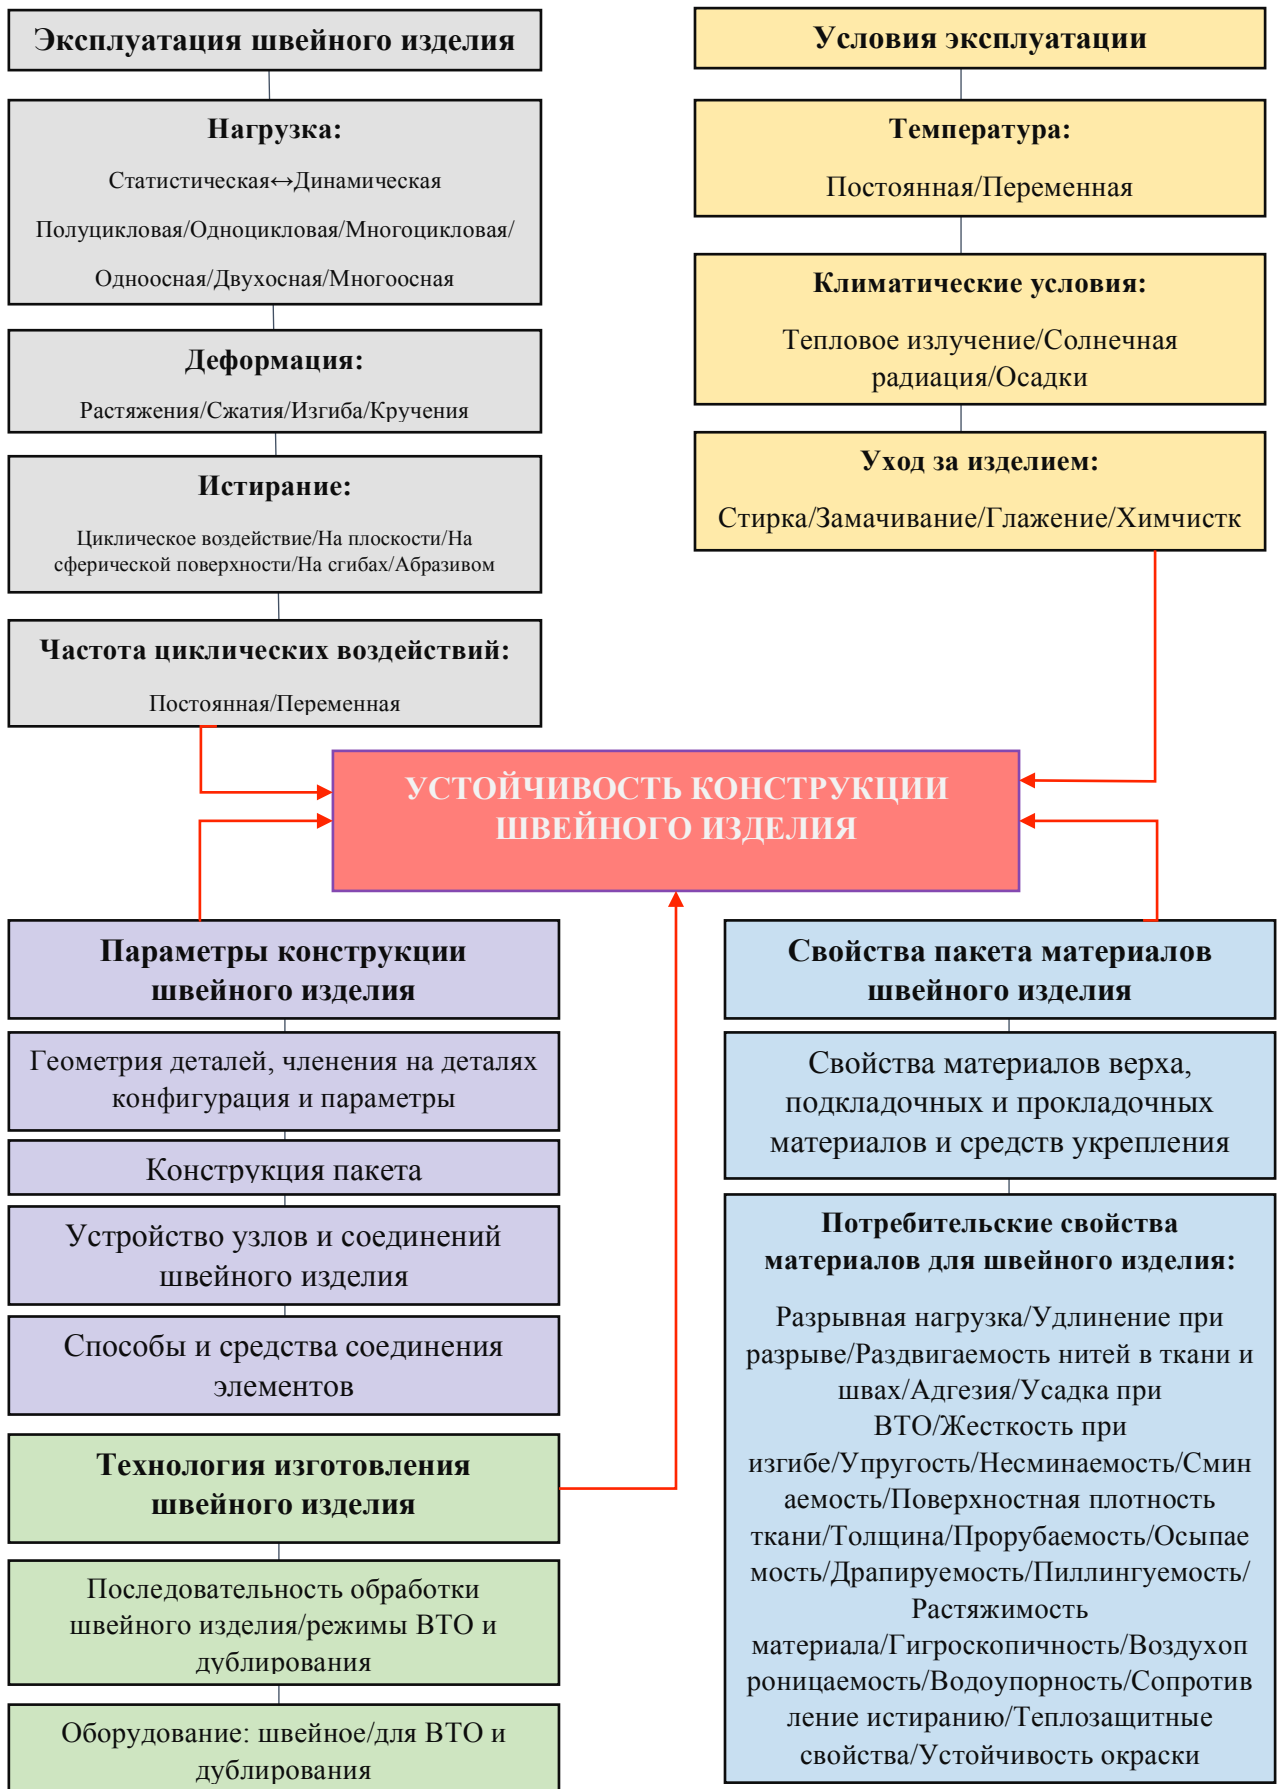 Эксплуатация швейного изделия
Нагрузка:
Статистическая↔Динамическая
Полуцикловая/Одноцикловая/Многоцикловая/
Одноосная/Двухосная/Многоосная
Деформация:
Растяжения/Сжатия/Изгиба/Кручения
Истирание:
Циклическое воздействие/На плоскости/На
сферической поверхности/На сгибах/Абразивом
Частота циклических воздействий:
Постоянная/Переменная
Условия эксплуатации
Температура:
Постоянная/Переменная
Климатические условия:
Тепловое излучение/Солнечная
радиация/Осадки
Уход за изделием:
Стирка/Замачивание/Глажение/Химчистк
УСТОЙЧИВОСТЬ КОНСТРУКЦИИ
ШВЕЙНОГО ИЗДЕЛИЯ
Параметры конструкции
швейного изделия
Геометрия деталей, членения на деталях
конфигурация и параметры
Конструкция пакета
Устройство узлов и соединений
швейного изделия
Способы и средства соединения
элементов
Технология изготовления
швейного изделия
Последовательность обработки
швейного изделия/режимы ВТО и
дублирования
Оборудование: швейное/для ВТО и
дублирования
Свойства пакета материалов
швейного изделия
Свойства материалов верха,
подкладочных и прокладочных
материалов и средств укрепления
Потребительские свойства
материалов для швейного изделия:
Разрывная нагрузка/Удлинение при
разрыве/Раздвигаемость нитей в ткани и
швах/Адгезия/Усадка при
ВТО/Жесткость при
изгибе/Упругость/Несминаемость/Смин
аемость/Поверхностная плотность
ткани/Толщина/Прорубаемость/Осыпае
мость/Драпируемость/Пиллингуемость/
Растяжимость
материала/Гигроскопичность/Воздухоп
роницаемость/Водоупорность/Сопротив
ление истиранию/Теплозащитные
свойства/Устойчивость окраски